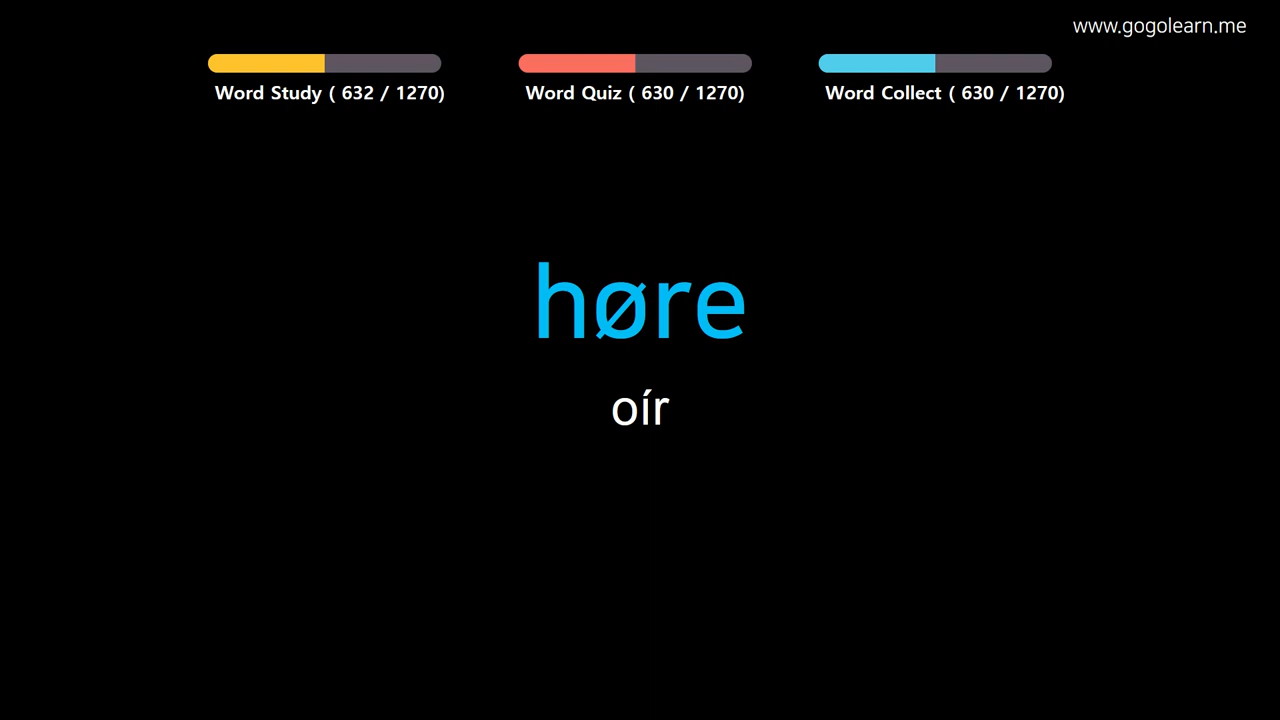 www.gogolearn.me
Word Study ( 632 / 1270)
Word Quiz ( 630 / 1270)
Word Collect ( 630 / 1270)
høre
oír